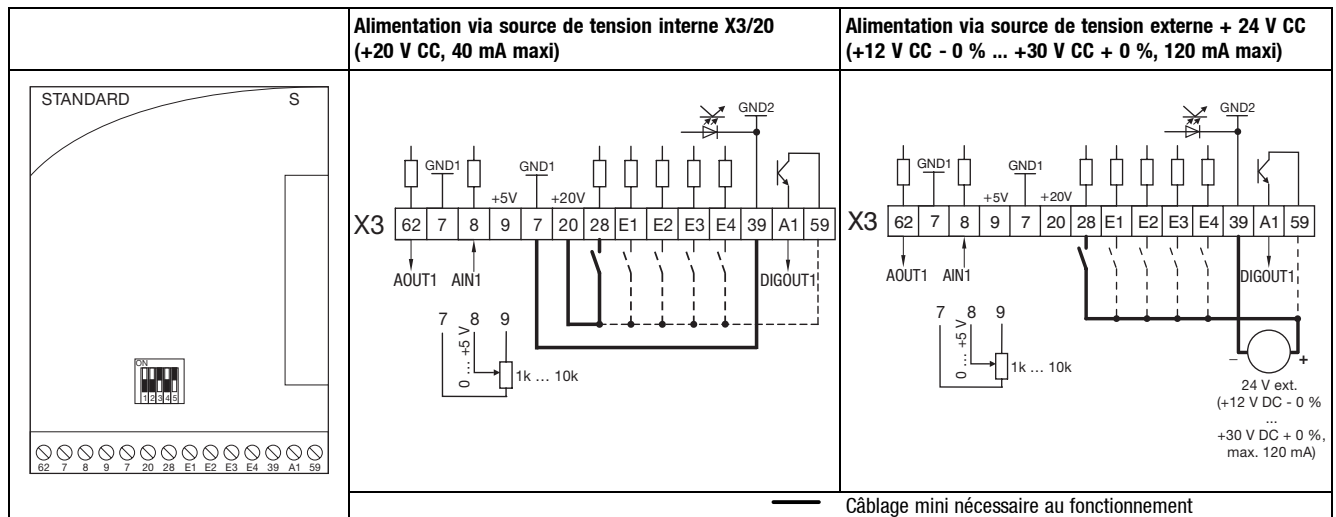 Alimentation via source de tension interne X3/20
(+20 V CC, 40 mA maxi)
Alimentation via source de tension externe + 24 V CC
(+12 V CC - 0 % ... +30 V CC + 0 %, 120 mA maxi)
STANDARD S
ON
1 2 3 4 5
62 7 8 9 7 20 28 E1 E2 E3 E4 39 A1 59
GND2
GND1 GND1
+5V +20V
X3 62 7 8 9 7 20 28 E1 E2 E3 E4 39 A1 59
AOUT1 AIN1 DIGOUT1
7 8 9
0 ... +5 V
1k ... 10k
GND2
GND1 GND1
+5V +20V
X3 62 7 8 9 7 20 28 E1 E2 E3 E4 39 A1 59
AOUT1 AIN1 DIGOUT1
7 8 9
0 ... +5 V
1k ... 10k
– +
24 V ext.
(+12 V DC - 0 %
...
+30 V DC + 0 %,
max. 120 mA)
Câblage mini nécessaire au fonctionnement